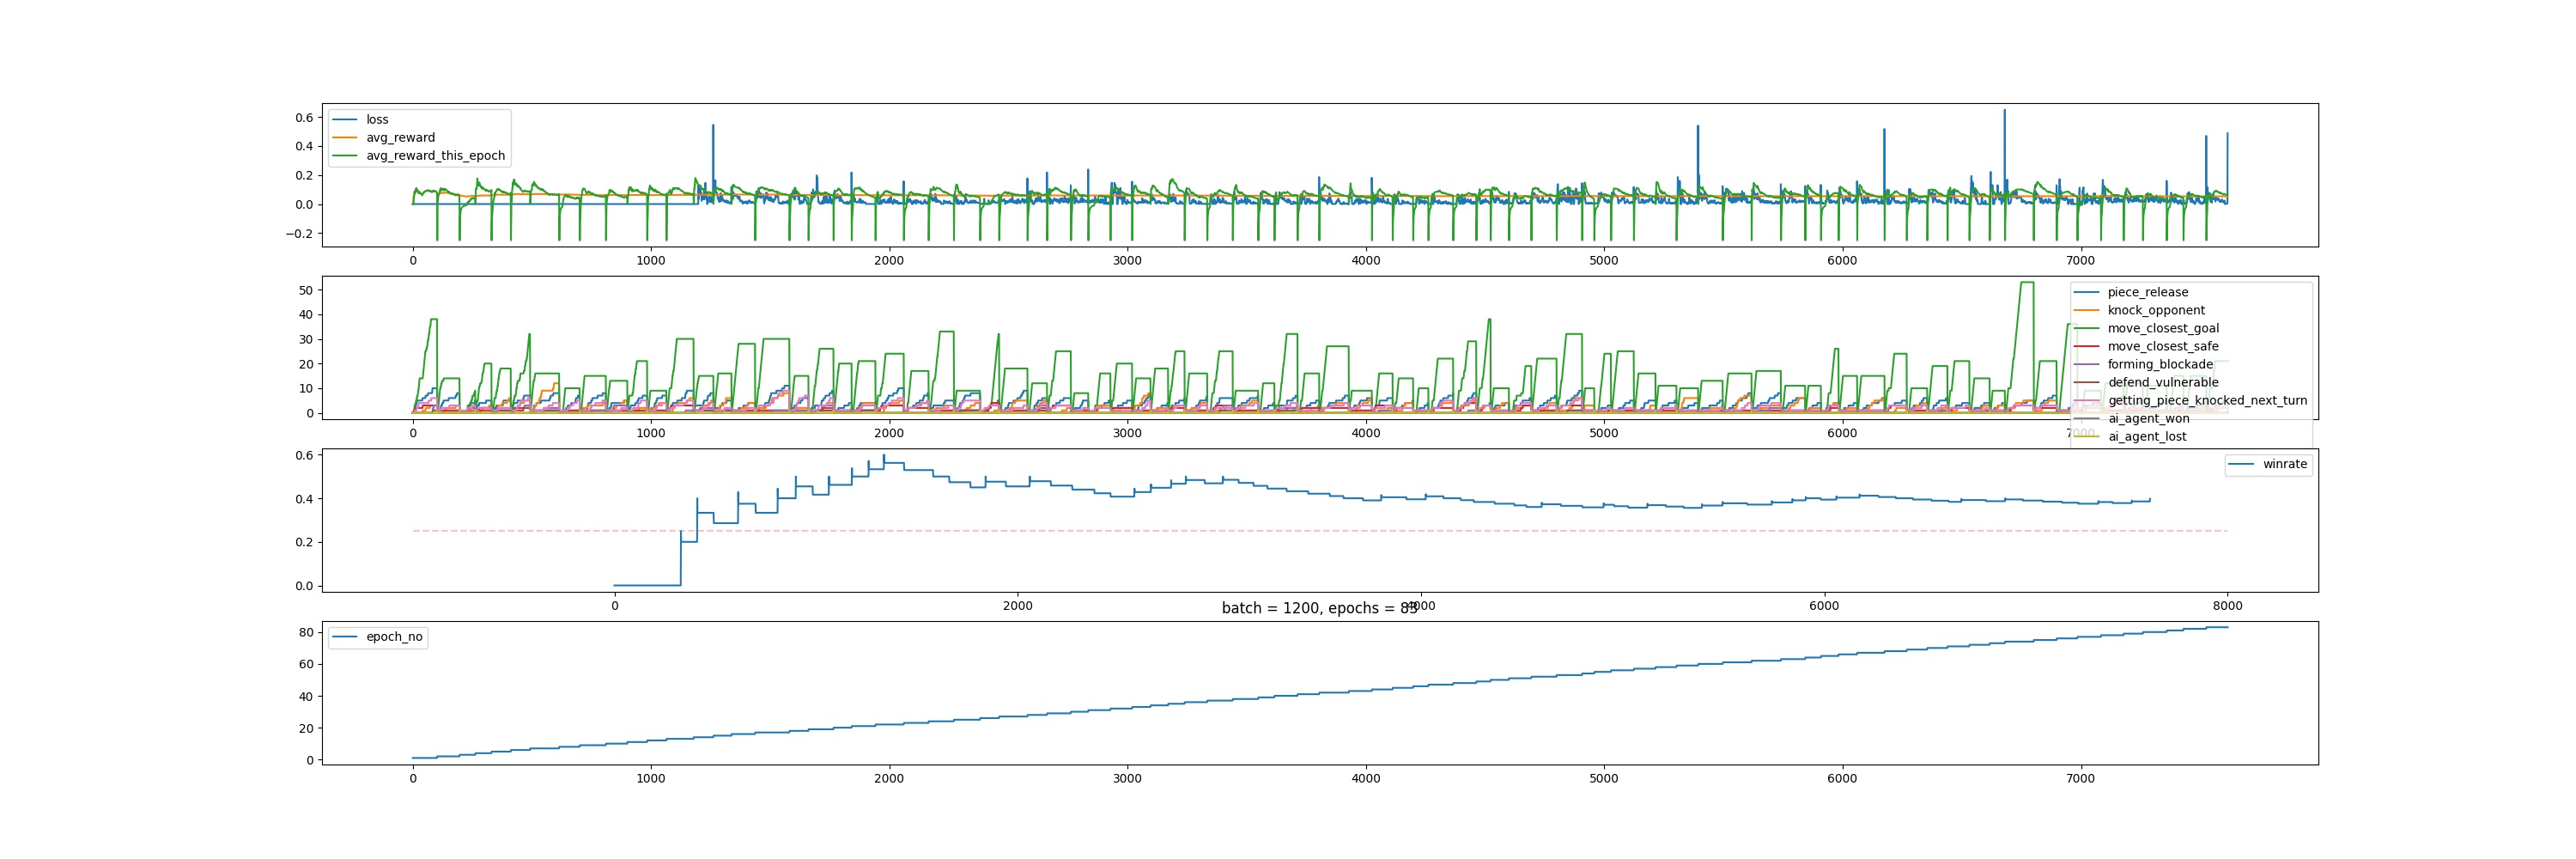 0.6
0.4
0.2
0.0
−0.2
loss
avg_reward
avg_reward_this_epoch
0 1000 2000 3000 4000 5000 6000 7000
50
40
30
20
10
0
piece_release
knock_opponent
move_closest_goal
move_closest_safe
forming_blockade
defend_vulnerable
getting_piece_knocked_next_turn
ai_agent_won
ai_agent_lost
0 1000 2000 3000 4000 5000 6000 7000
0.6
0.4
0.2
0.0
winrate
0 2000 4000 6000 8000
batch = 1200, epochs = 83
80
60
40
20
0
epoch_no
0 1000 2000 3000 4000 5000 6000 7000